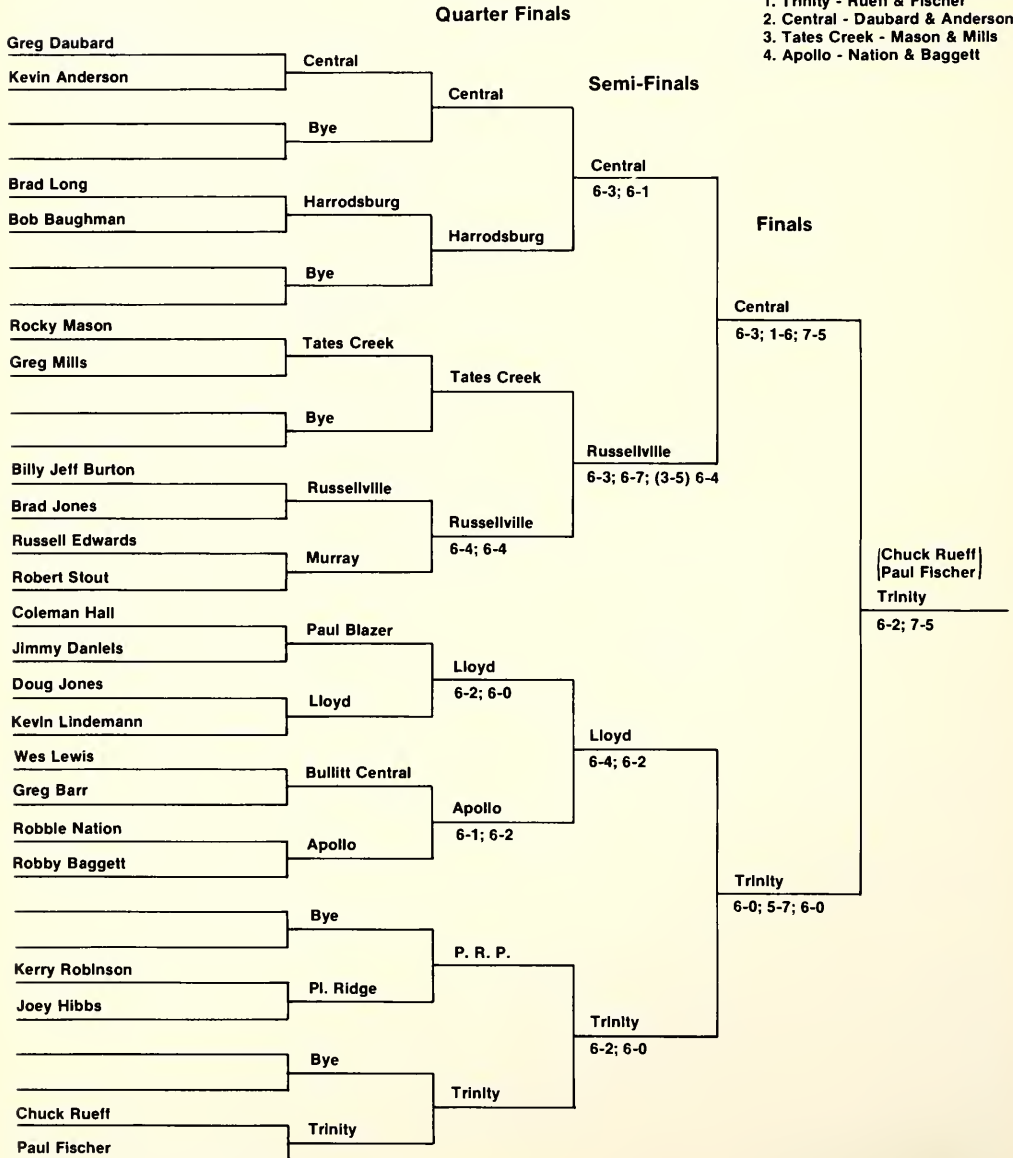 1. Trinity - Rueff & Fischer
Quarter Finals
2. Central - Daubard & Anderson
3. Tates Creek - Mason & Mills
4. Apollo - Nation & Baggett
Greg Daubard
Central
Kevin Anderson
Semi-Finals
Central
Bye
Central
6-3; 6-1
Brad Long
Harrodsburg
Bob Baughman
Finals
Harrodsburg
Bye
Central
6-3; 1-6; 7-5
Rocky Mason
Tates Creek
Greg Mills
Tates Creek
Bye
Russellville
6-3; 6-7; (3-5) 6-4
Billy Jeff Burton
Russellville
Brad Jones
Russellville
6-4; 6-4
Russell Edwards
Murray
Robert Stout
(Chuck Rueff)
(Paul Fischer)
Trinity
6-2; 7-5
Coleman Hall
Paul Blazer
Jimmy Daniels
Lloyd
6-2; 6-0
Doug Jones
Lloyd
Kevin Lindemann
Lloyd
6-4; 6-2
Wes Lewis
Bullitt Central
Greg Barr
Apollo
6-1; 6-2
Robbie Nation
Apollo
Robby Baggett
Trinity
6-0; 5-7; 6-0
Bye
P. R. P.
Kerry Robinson
Pl. Ridge
Joey Hibbs
Trinity
6-2; 6-0
Bye
Trinity
Chuck Rueff
Trinity
Paul Fischer